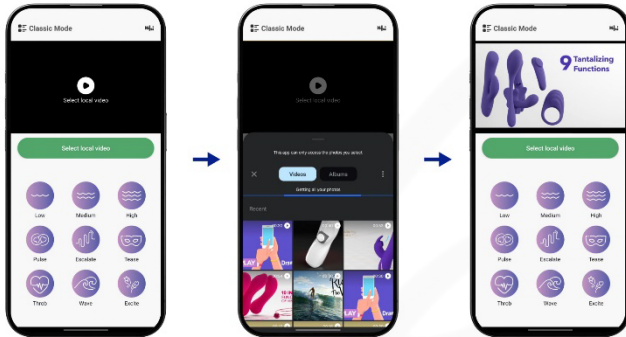 Classic Mode
Select local video
Select local video
Low
Medium
High
Pulse
Escalate
Tease
Throb
Wave
Excite
Classic Mode
Select local video
This app can only access the photos you select
Videos
Albums
Getting all your photos
Recent
Classic Mode
9 Tantalizing
Functions
Select local video
Low
Medium
High
Pulse
Escalate
Tease
Throb
Wave
Excite